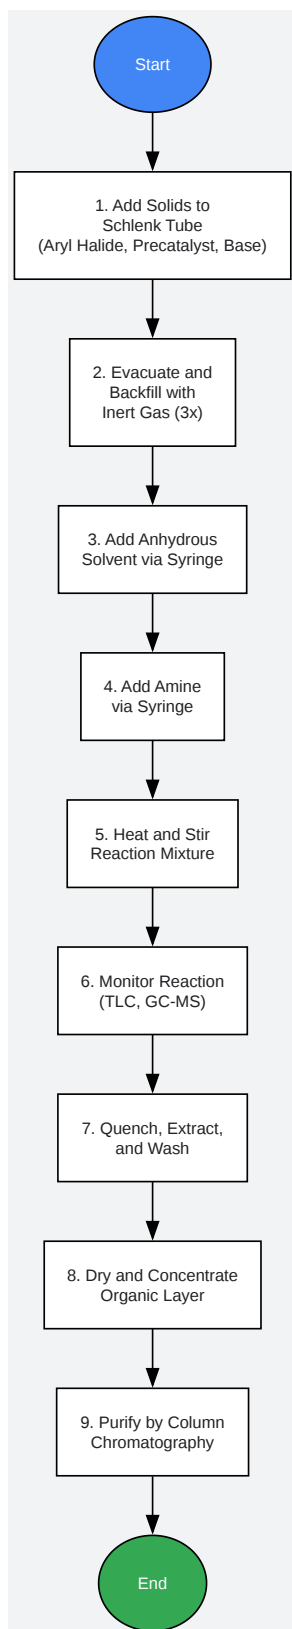 Start
1. Add Solids to
Schlenk Tube
(Aryl Halide, Precatalyst, Base)
2. Evacuate and
Backfill with
Inert Gas (3x)
3. Add Anhydrous
Solvent via Syringe
4. Add Amine
via Syringe
5. Heat and Stir
Reaction Mixture
6. Monitor Reaction
(TLC, GC-MS)
7. Quench, Extract,
and Wash
8. Dry and Concentrate
Organic Layer
9. Purify by Column
Chromatography
End